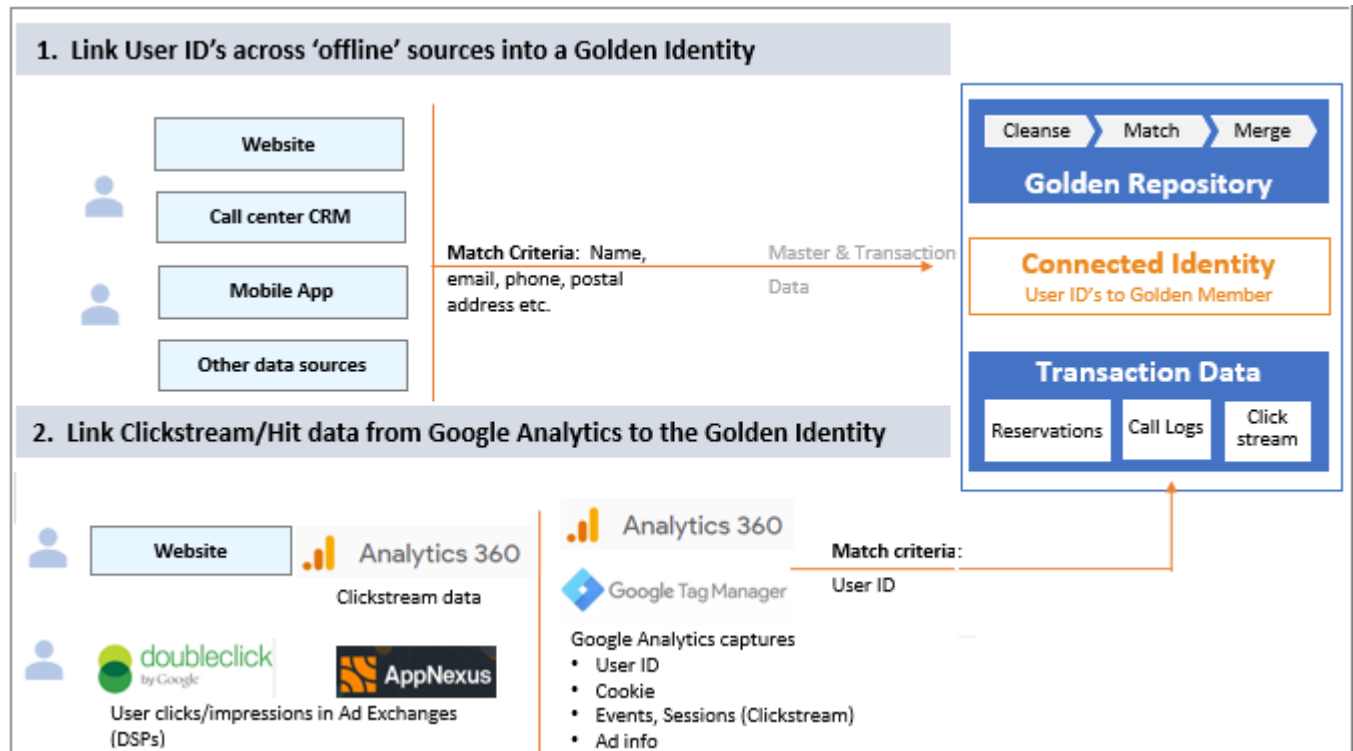 1. Link User ID's across 'offline' sources into a Golden Identity
Website
Call center CRM
Mobile App
Other data sources
Match Criteria: Name,
email, phone, postal
address etc.
Master & Transaction
Data
Cleanse
Match
Merge
Golden Repository
Connected Identity
User ID's to Golden Member
Transaction Data
Reservations
Call Logs
Click
stream
2. Link Clickstream/Hit data from Google Analytics to the Golden Identity
Website
Analytics 360
Clickstream data
doubleclick
by Google
AppNexus
User clicks/impressions in Ad Exchanges
(DSPs)
Analytics 360
Google Tag Manager
Google Analytics captures
• User ID
• Cookie
• Events, Sessions (Clickstream)
• Ad info
Match criteria:
User ID